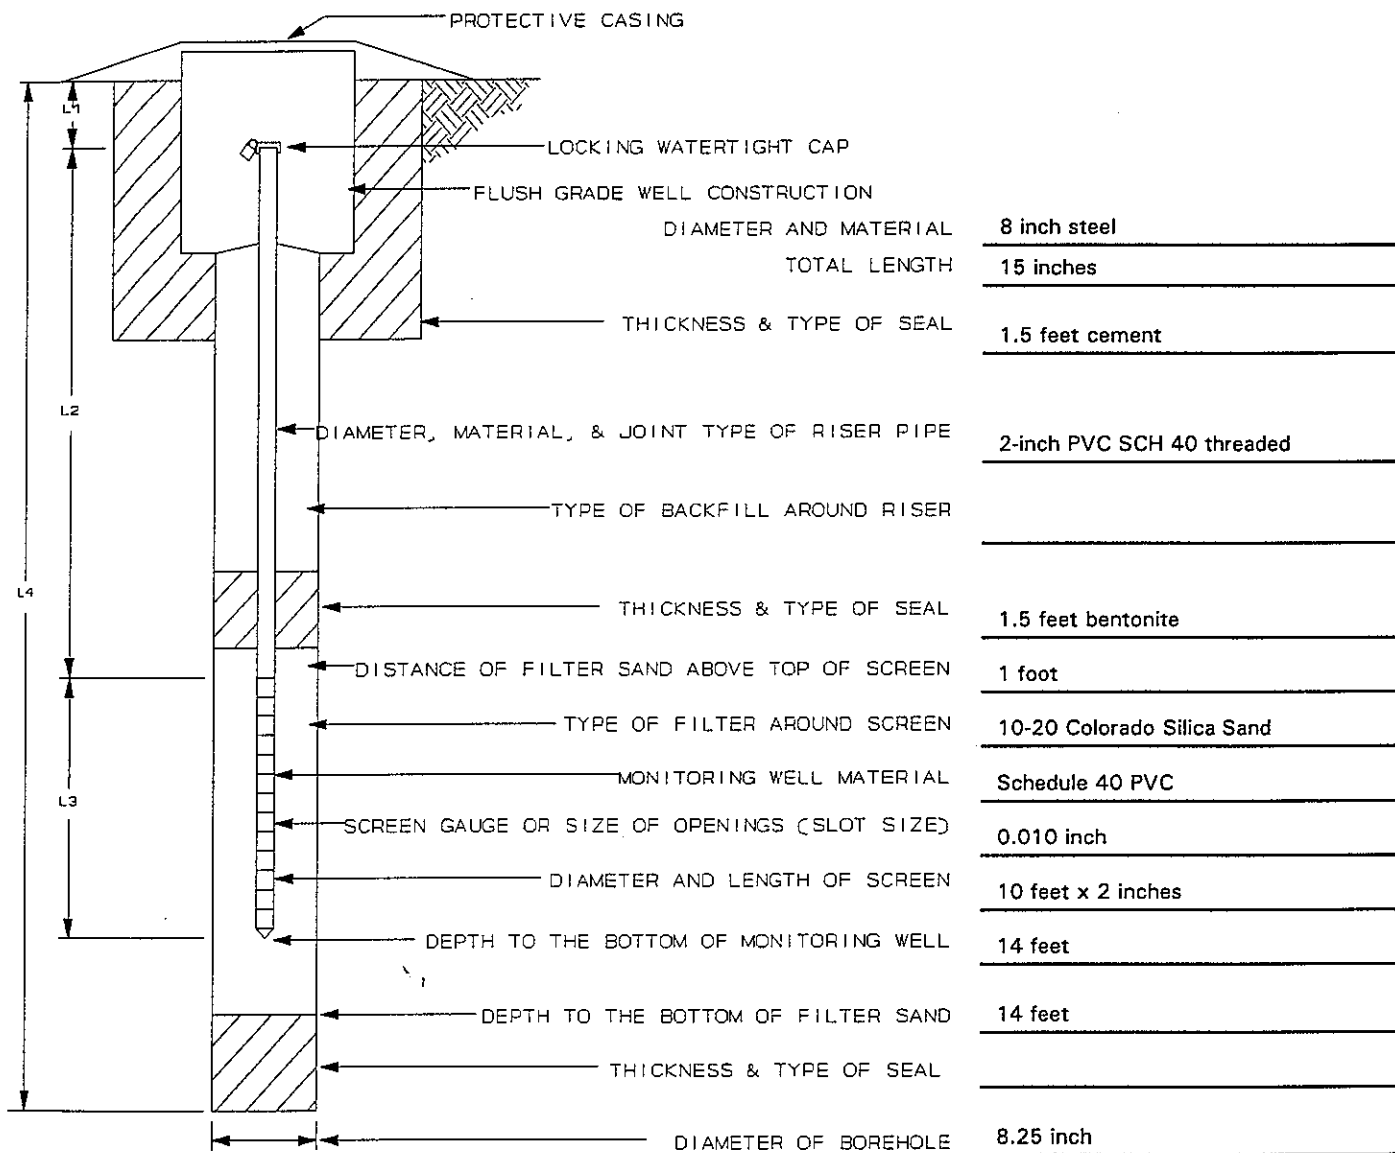 PROTECTIVE CASING
L1
LOCKING WATERTIGHT CAP
FLUSH GRADE WELL CONSTRUCTION
DIAMETER AND MATERIAL 8 inch steel
TOTAL LENGTH 15 inches
THICKNESS & TYPE OF SEAL 1.5 feet cement
L2
DIAMETER, MATERIAL, & JOINT TYPE OF RISER PIPE 2-inch PVC SCH 40 threaded
TYPE OF BACKFILL AROUND RISER
L4
THICKNESS & TYPE OF SEAL 1.5 feet bentonite
DISTANCE OF FILTER SAND ABOVE TOP OF SCREEN 1 foot
TYPE OF FILTER AROUND SCREEN 10-20 Colorado Silica Sand
MONITORING WELL MATERIAL Schedule 40 PVC
L3
SCREEN GAUGE OR SIZE OF OPENINGS (SLOT SIZE) 0.010 inch
DIAMETER AND LENGTH OF SCREEN 10 feet x 2 inches
DEPTH TO THE BOTTOM OF MONITORING WELL 14 feet
DEPTH TO THE BOTTOM OF FILTER SAND 14 feet
THICKNESS & TYPE OF SEAL
DIAMETER OF BOREHOLE 8.25 inch